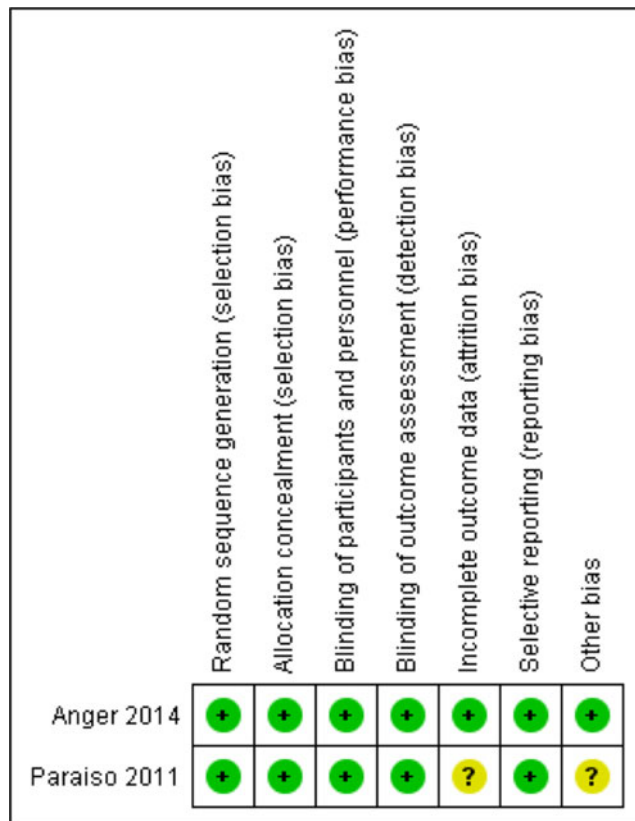 Random sequence generation (selection bias)
Allocation concealment (selection bias)
Blinding of participants and personnel (performance bias)
Blinding of outcome assessment (detection bias)
Incomplete outcome data (attrition bias)
Selective reporting (reporting bias)
Other bias
Anger 2014 + + + + + + +
Paraiso 2011 + + + + ? + ?